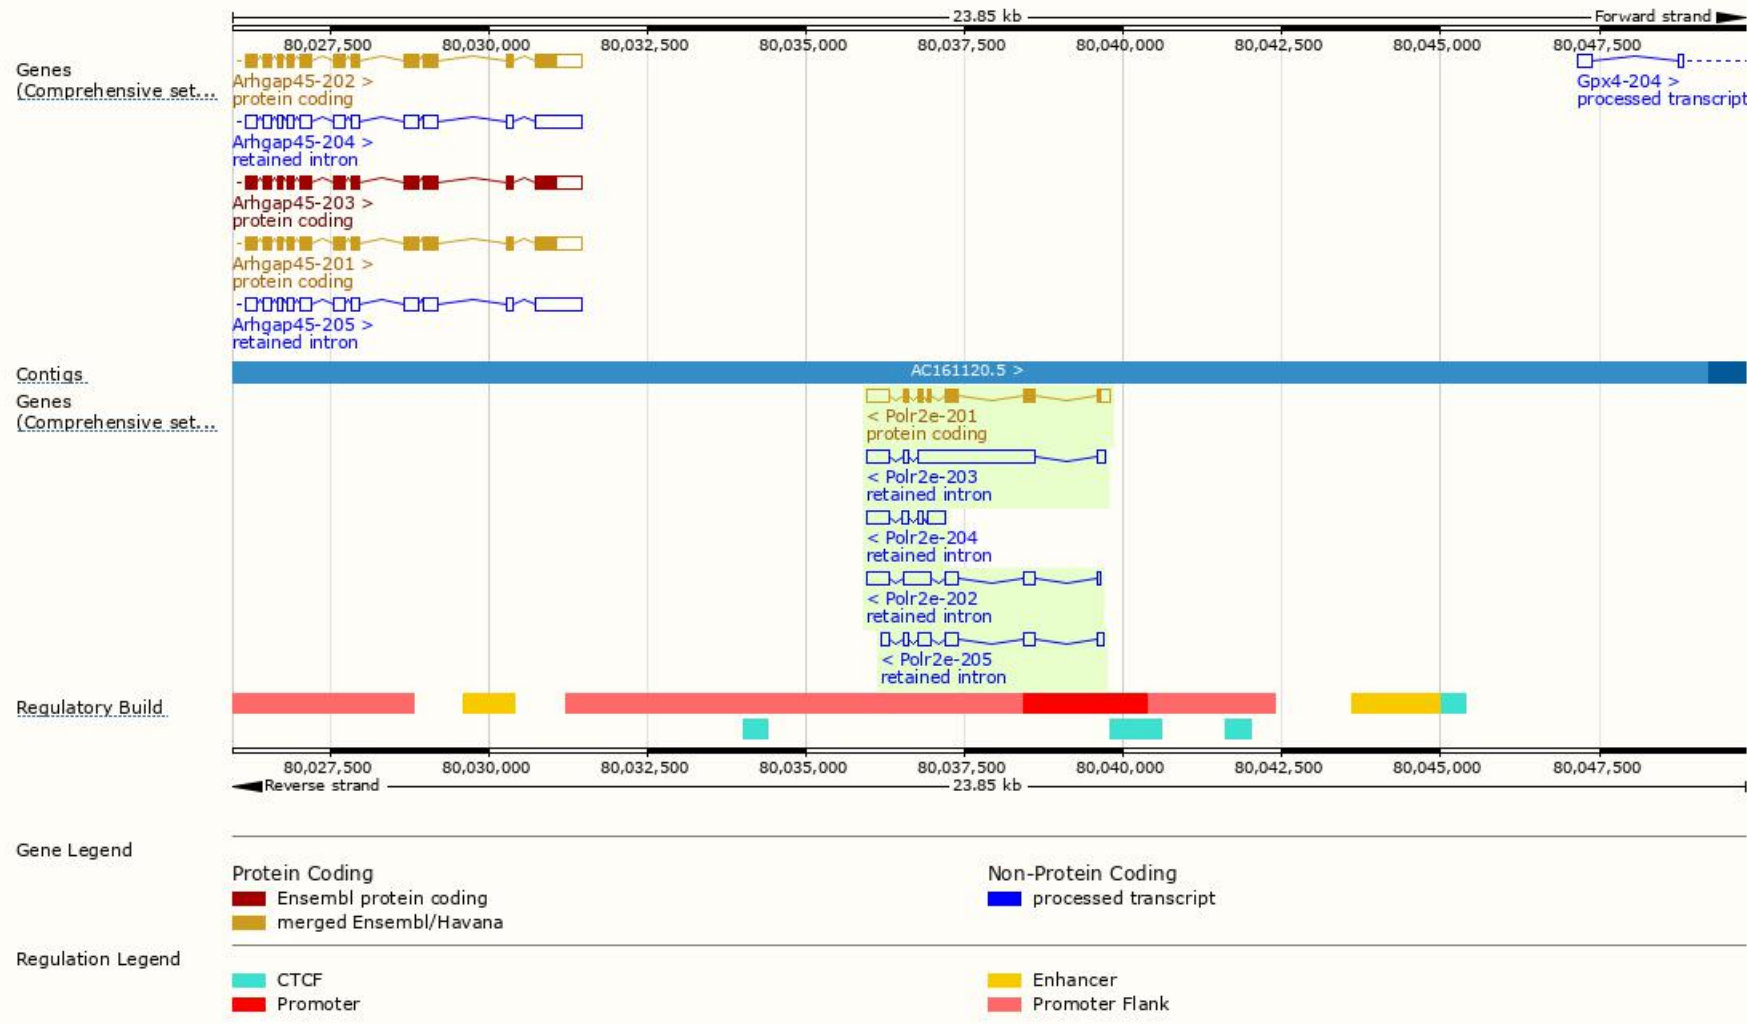 23.85 kb
Forward strand
80,027,500 80,030,000 80,032,500 80,035,000 80,037,500 80,040,000 80,042,500 80,045,000 80,047,500
Genes
(Comprehensive set...
Arhgap45-202 >
protein coding
Gpx4-204 >
processed transcript
Arhgap45-204 >
retained intron
Arhgap45-203 >
protein coding
Arhgap45-201 >
protein coding
Arhgap45-205 >
retained intron
Contigs
AC161120.5 >
Genes
(Comprehensive set...
< Polr2e-201
protein coding
< Polr2e-203
retained intron
< Polr2e-204
retained intron
< Polr2e-202
retained intron
< Polr2e-205
retained intron
Regulatory Build
80,027,500 80,030,000 80,032,500 80,035,000 80,037,500 80,040,000 80,042,500 80,045,000 80,047,500
Reverse strand
23.85 kb
Gene Legend
Protein Coding
Ensembl protein coding
merged Ensembl/Havana
Non-Protein Coding
processed transcript
Regulation Legend
CTCF
Promoter
Enhancer
Promoter Flank